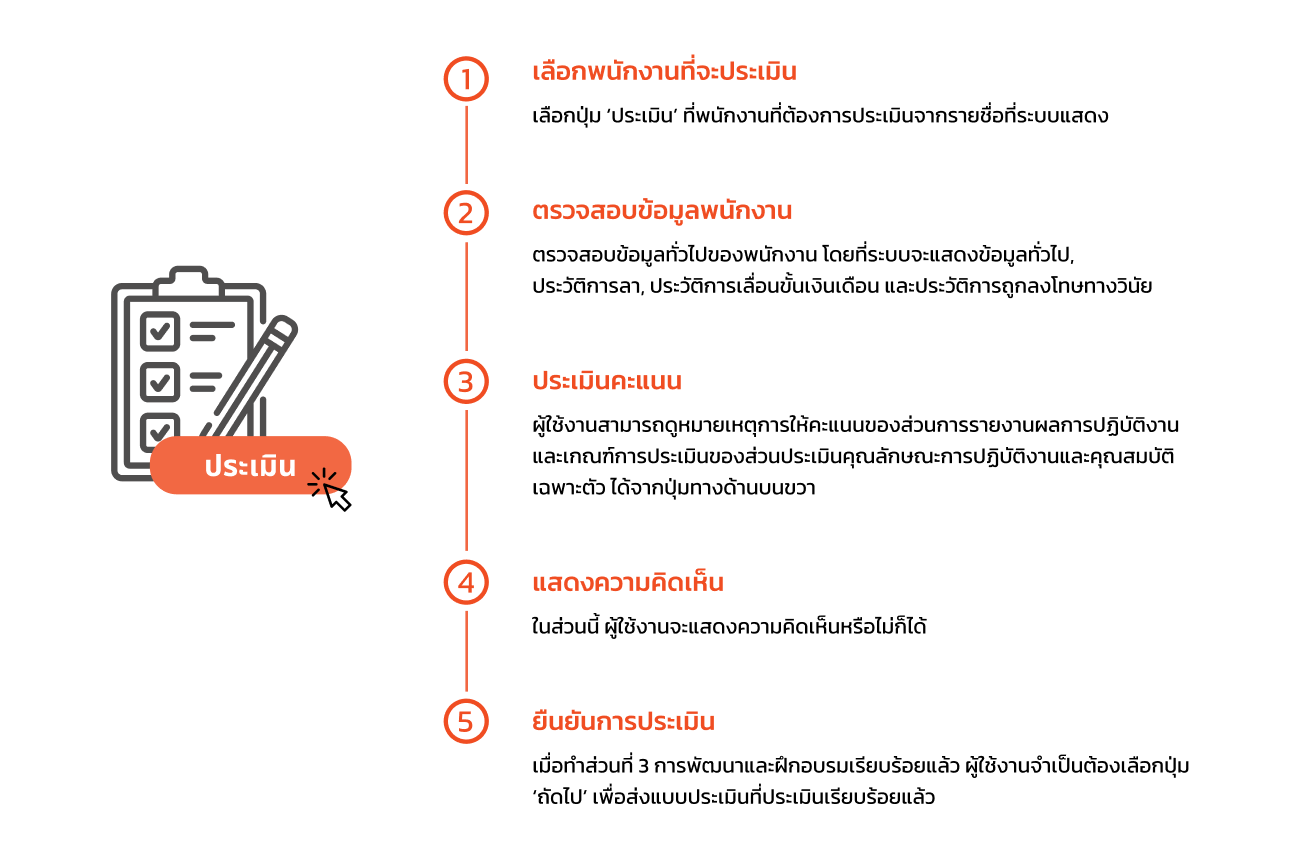 ประเมิน
1
เลือกพนักงานที่จะประเมิน
เลือกปุ่ม ‘ประเมิน’ ที่พนักงานที่ต้องการประเมินจากรายชื่อที่ระบบแสดง
2
ตรวจสอบข้อมูลพนักงาน
ตรวจสอบข้อมูลทั่วไปของพนักงาน โดยที่ระบบจะแสดงข้อมูลทั่วไป,
ประวัติการลา, ประวัติการเลื่อนขั้นเงินเดือน และประวัติการถูกลงโทษทางวินัย
3
ประเมินคะแนน
ผู้ใช้งานสามารถดูหมายเหตุการให้คะแนนของส่วนการรายงานผลการปฏิบัติงาน
และเกณฑ์การประเมินของส่วนประเมินคุณลักษณะการปฏิบัติงานและคุณสมบัติ
เฉพาะตัว ได้จากปุ่มทางด้านบนขวา
4
แสดงความคิดเห็น
ในส่วนนี้ ผู้ใช้งานจะแสดงความคิดเห็นหรือไม่ก็ได้
5
ยืนยันการประเมิน
เมื่อทำส่วนที่ 3 การพัฒนาและฝึกอบรมเรียบร้อยแล้ว ผู้ใช้งานจำเป็นต้องเลือกปุ่ม
‘ถัดไป’ เพื่อส่งแบบประเมินที่ประเมินเรียบร้อยแล้ว